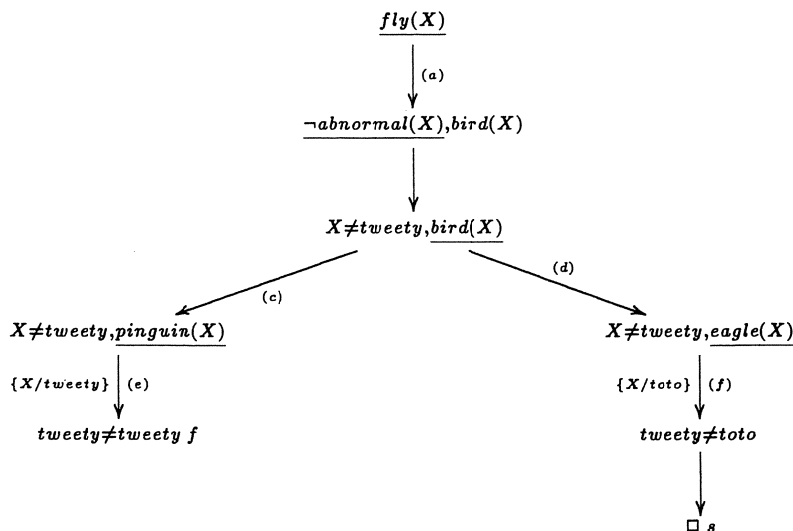 fly(X)
(a)
¬abnormal(X),bird(X)
X≠tweety,bird(X)
(c)
(d)
X≠tweety,pinguin(X)
X≠tweety,eagle(X)
{X/tweety} (e)
{X/toto} (f)
tweety≠tweety f
tweety≠toto
□ s